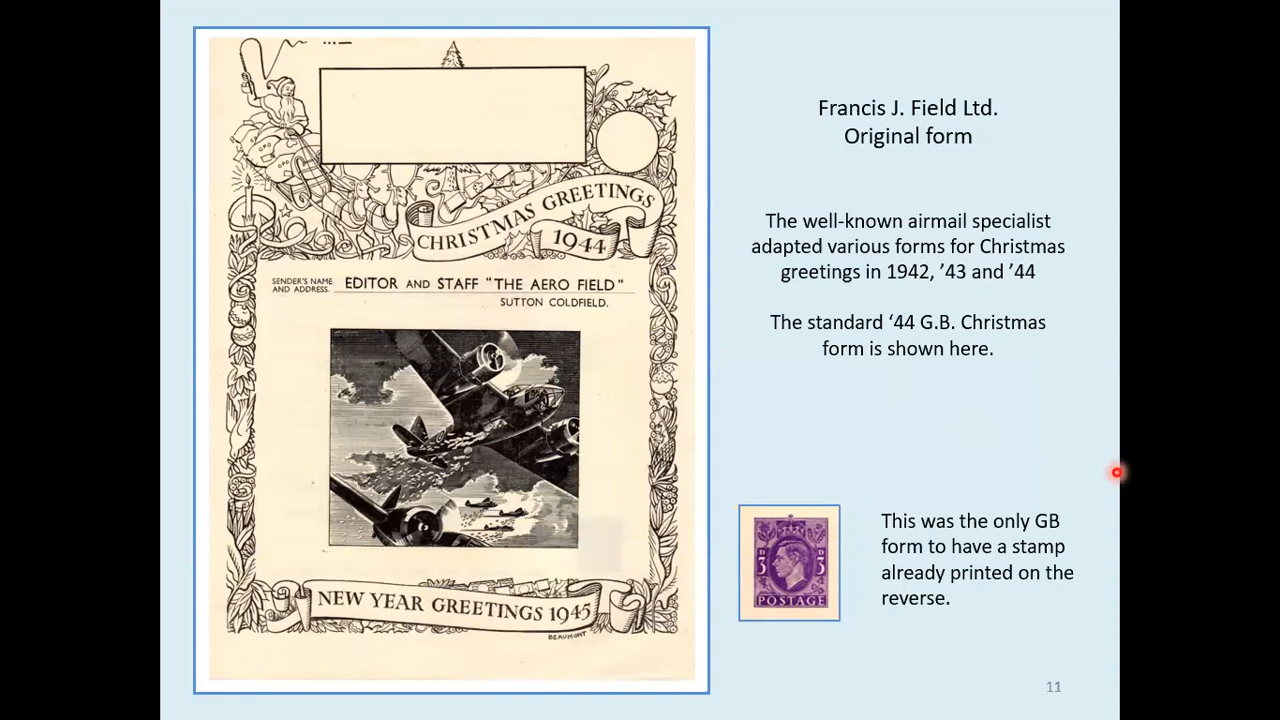 CHRISTMAS GREETINGS
1944
SENDER'S NAME
AND ADDRESS.
EDITOR AND STAFF "THE AERO FIELD"
SUTTON COLDFIELD.
NEW YEAR GREETINGS 1945
BEAUMONT
Francis J. Field Ltd.
Original form
The well-known airmail specialist
adapted various forms for Christmas
greetings in 1942, ’43 and ’44
The standard ‘44 G.B. Christmas
form is shown here.
D
3
D
3
POSTAGE
This was the only GB
form to have a stamp
already printed on the
reverse.
11